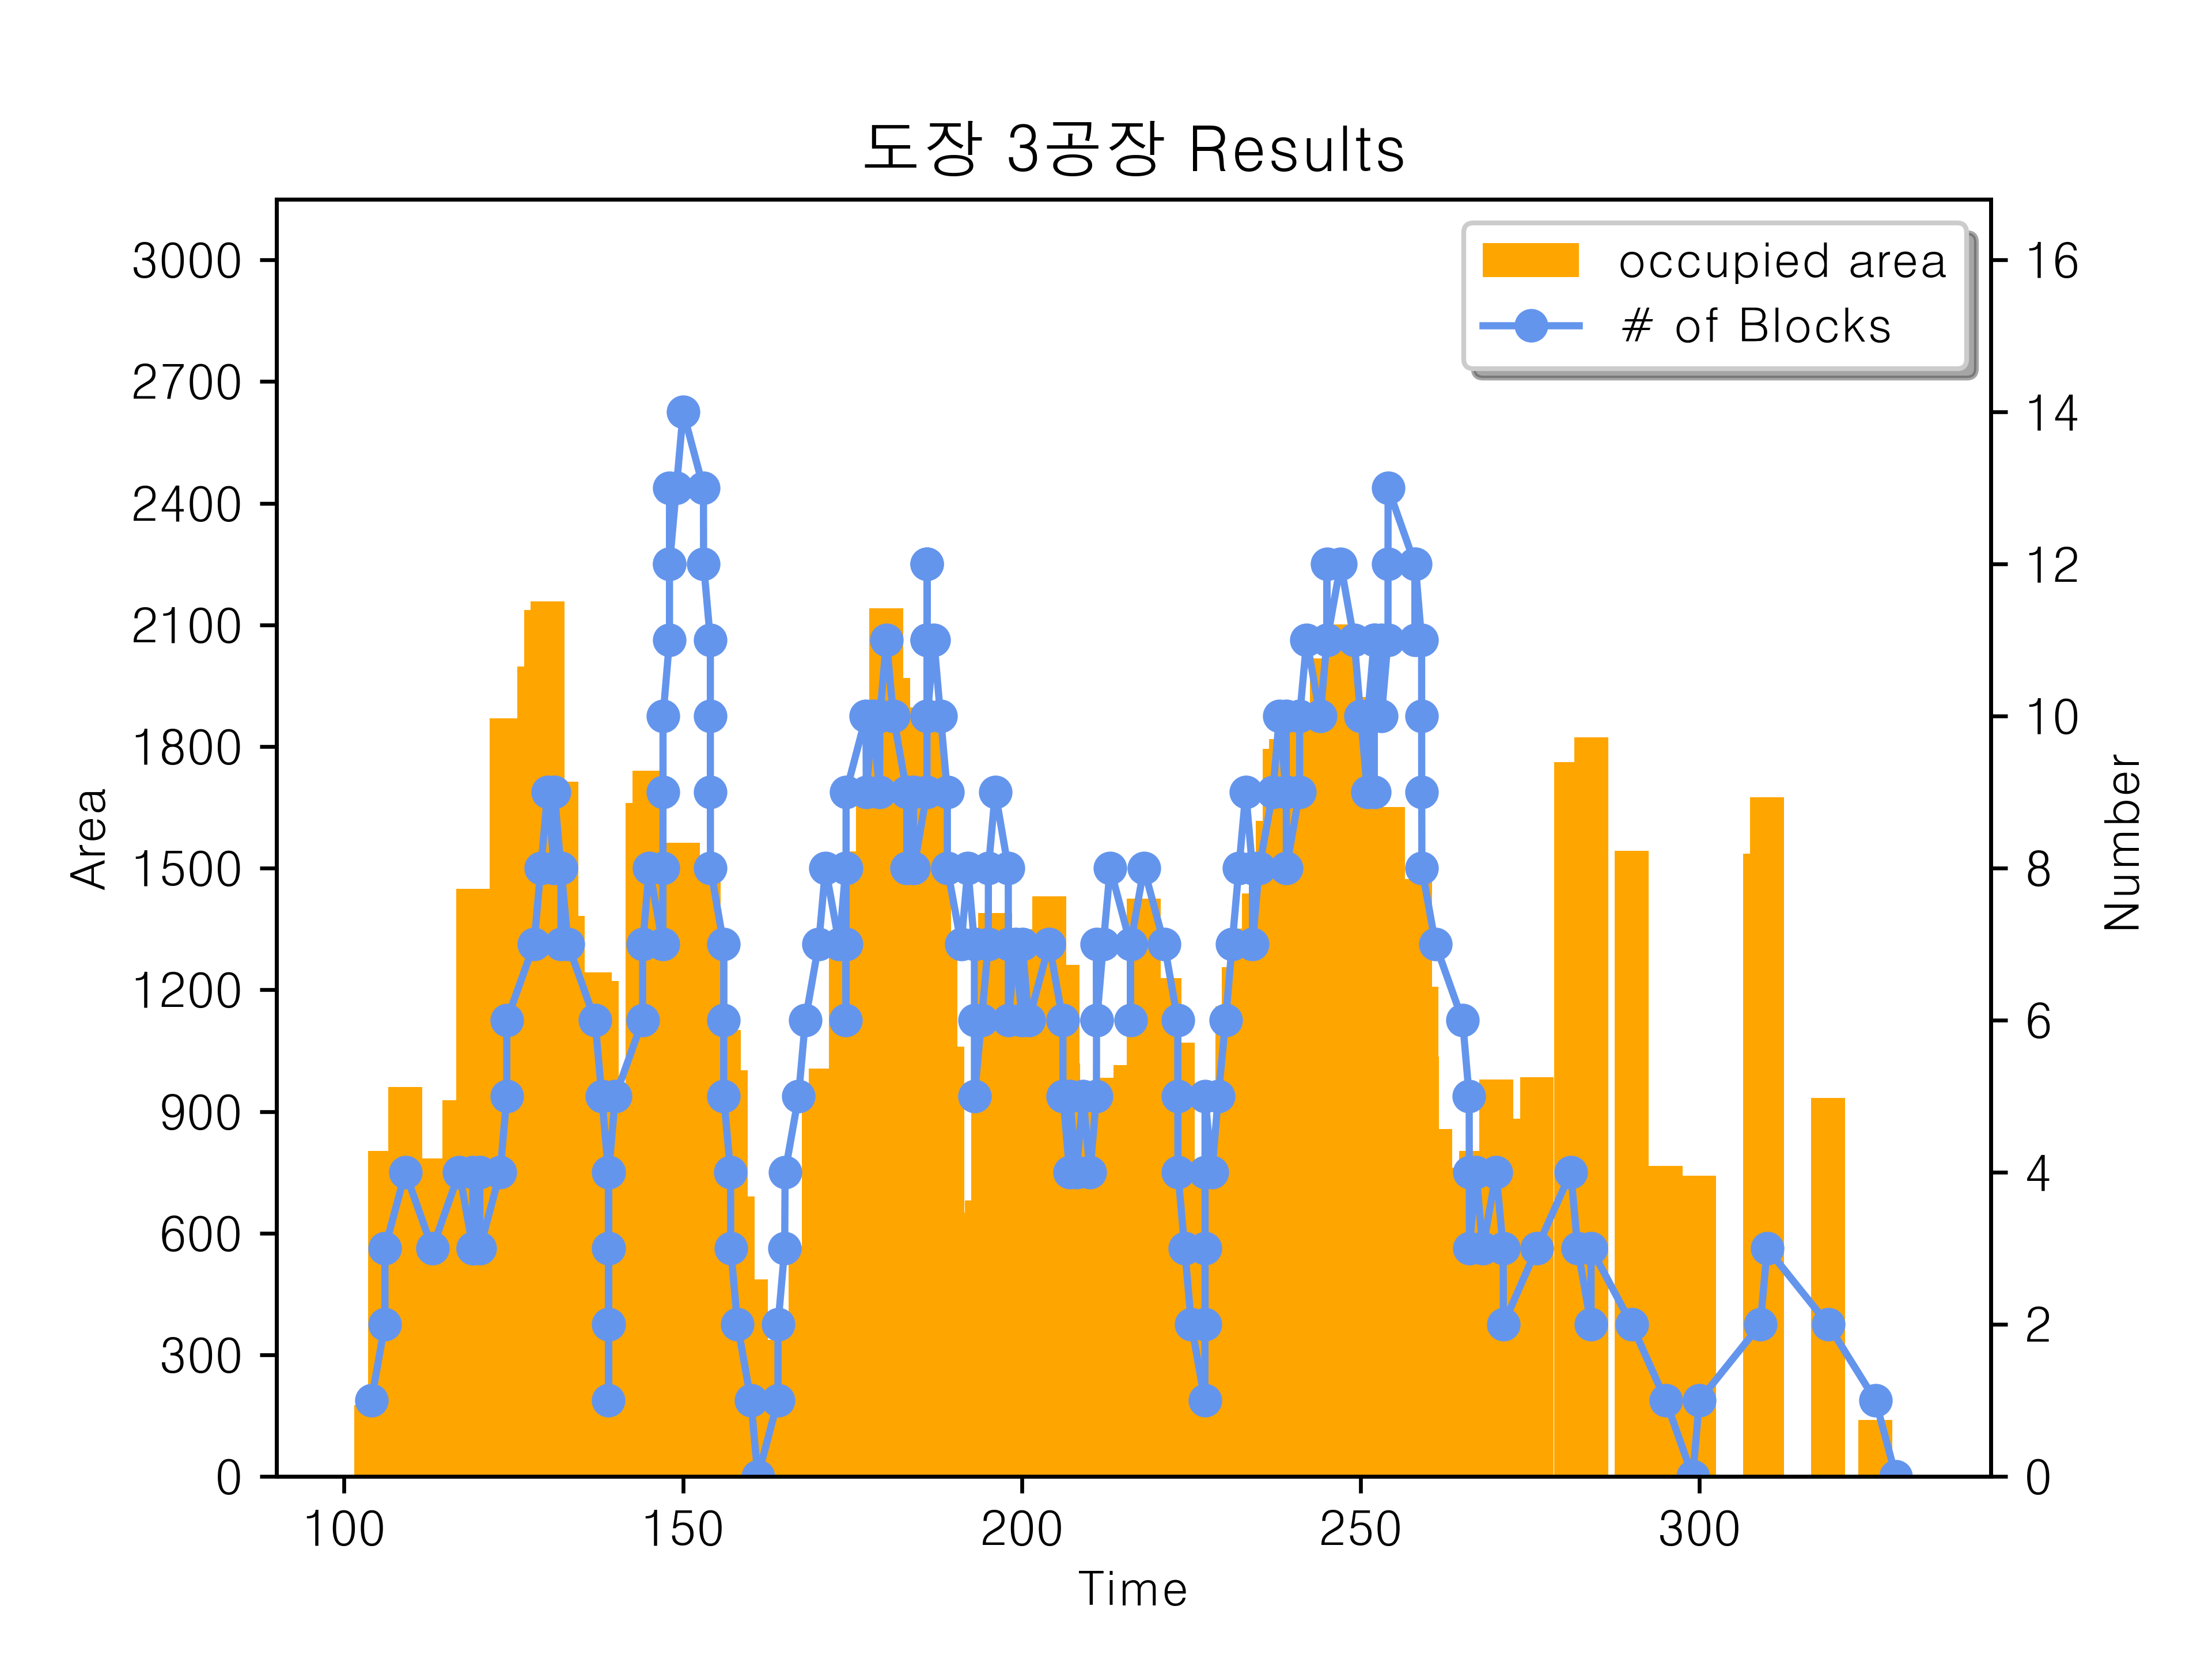 도장 3공장 Results
3000
2700
2400
2100
1800
1500
1200
900
600
300
0
Area
occupied area
# of Blocks
16
14
12
10
8
6
4
2
0
Number
100 150 200 250 300
Time